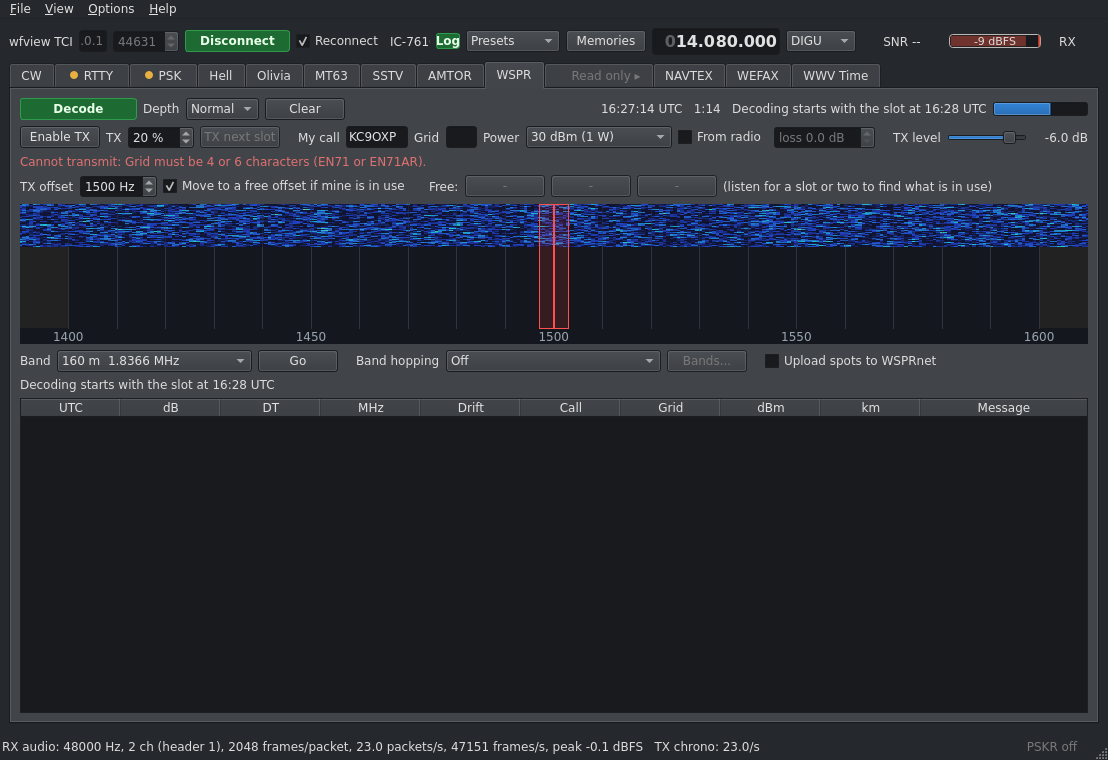 File View Options Help
wfview TCI .0.1 44631 Disconnect Reconnect IC-761 Log Presets Memories 014.080.000 DIGU SNR -- -9 dBFS RX
CW RTTY PSK Hell Olivia MT63 SSTV AMTOR WSPR Read only ▸ NAVTEX WEFAX WWV Time
Decode Depth Normal Clear 16:27:14 UTC 1:14 Decoding starts with the slot at 16:28 UTC
Enable TX TX 20 % TX next slot My call KC9OXP Grid Power 30 dBm (1 W) From radio loss 0.0 dB TX level -6.0 dB
Cannot transmit: Grid must be 4 or 6 characters (EN71 or EN71AR).
TX offset 1500 Hz Move to a free offset if mine is in use Free: - - - (listen for a slot or two to find what is in use)
1400 1450 1500 1550 1600
Band 160 m 1.8366 MHz Go Band hopping Off Bands... Upload spots to WSPRnet
Decoding starts with the slot at 16:28 UTC
UTC dB DT MHz Drift Call Grid dBm km Message
RX audio: 48000 Hz, 2 ch (header 1), 2048 frames/packet, 23.0 packets/s, 47151 frames/s, peak -0.1 dBFS TX chrono: 23.0/s PSKR off